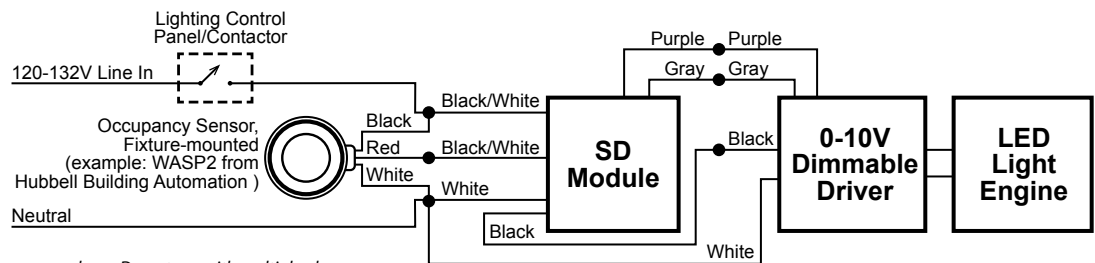 Lighting Control
Panel/Contactor
120-132V Line In
Purple Purple
Gray Gray
Black/White
Black
Occupancy Sensor,
Fixture-mounted
(example: WASP2 from
Hubbell Building Automation )
Red
Black/White
White
White
Neutral
Black
SD
Module
Black
White
0-10V
Dimmable
Driver
LED
Light
Engine